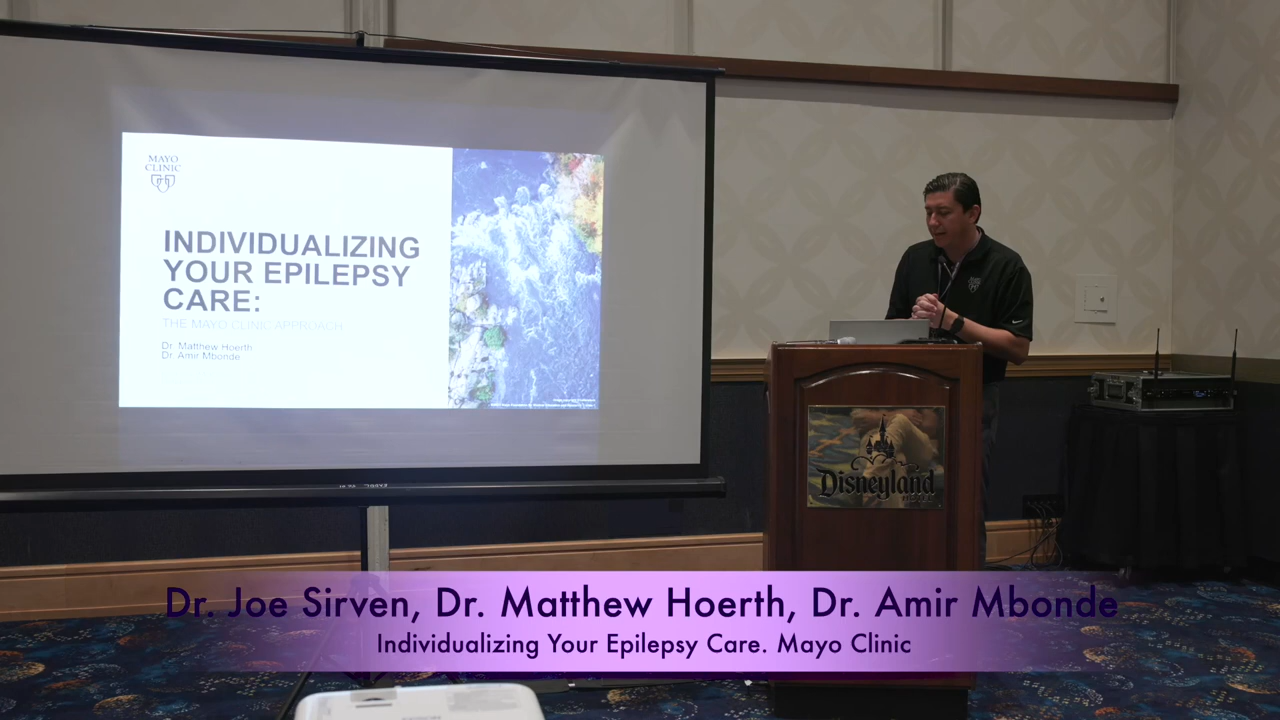 MAYO
CLINIC
INDIVIDUALIZING
YOUR EPILEPSY
CARE:
THE MAYO CLINIC APPROACH
Dr. Matthew Hoerth
Dr. Amir Mbonde
Disneyland
HOTEL
Dr. Joe Sirven, Dr. Matthew Hoerth, Dr. Amir Mbonde
Individualizing Your Epilepsy Care. Mayo Clinic